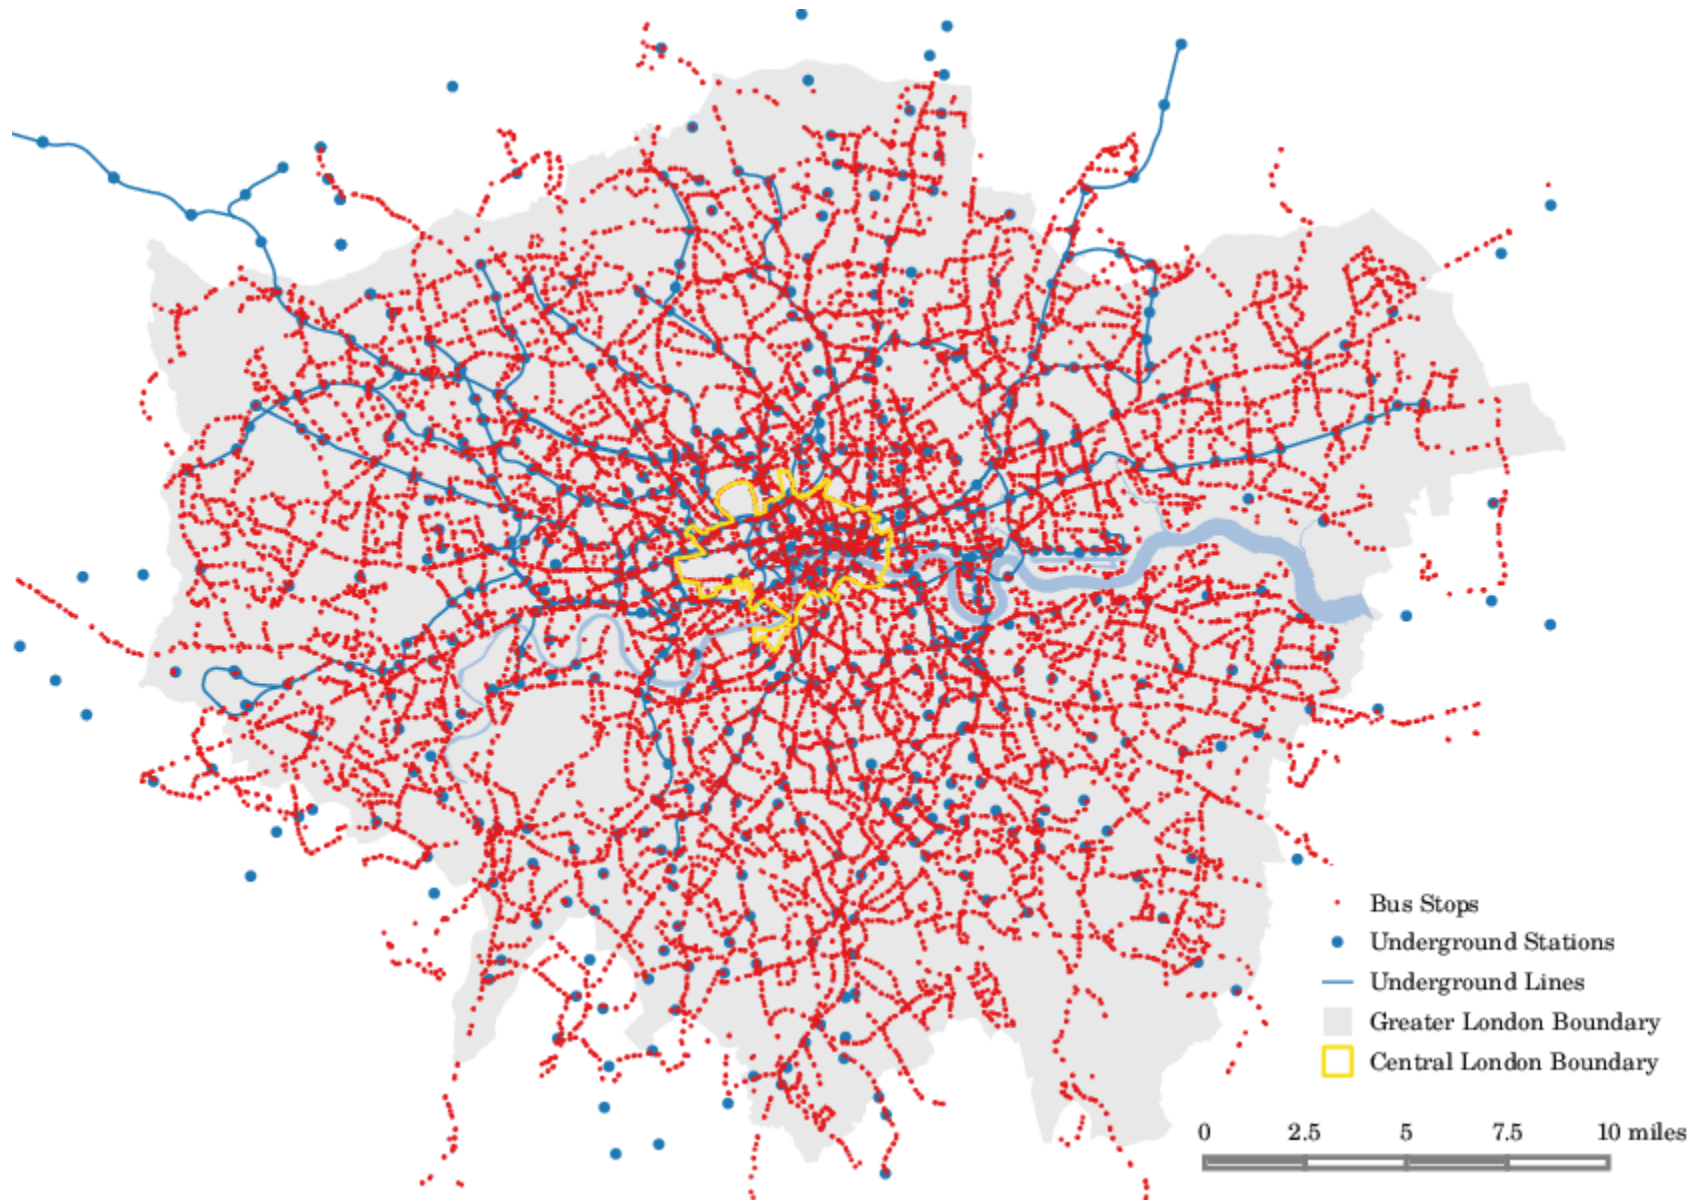 Bus Stops
Underground Stations
Underground Lines
Greater London Boundary
Central London Boundary
0 2.5 5 7.5 10 miles